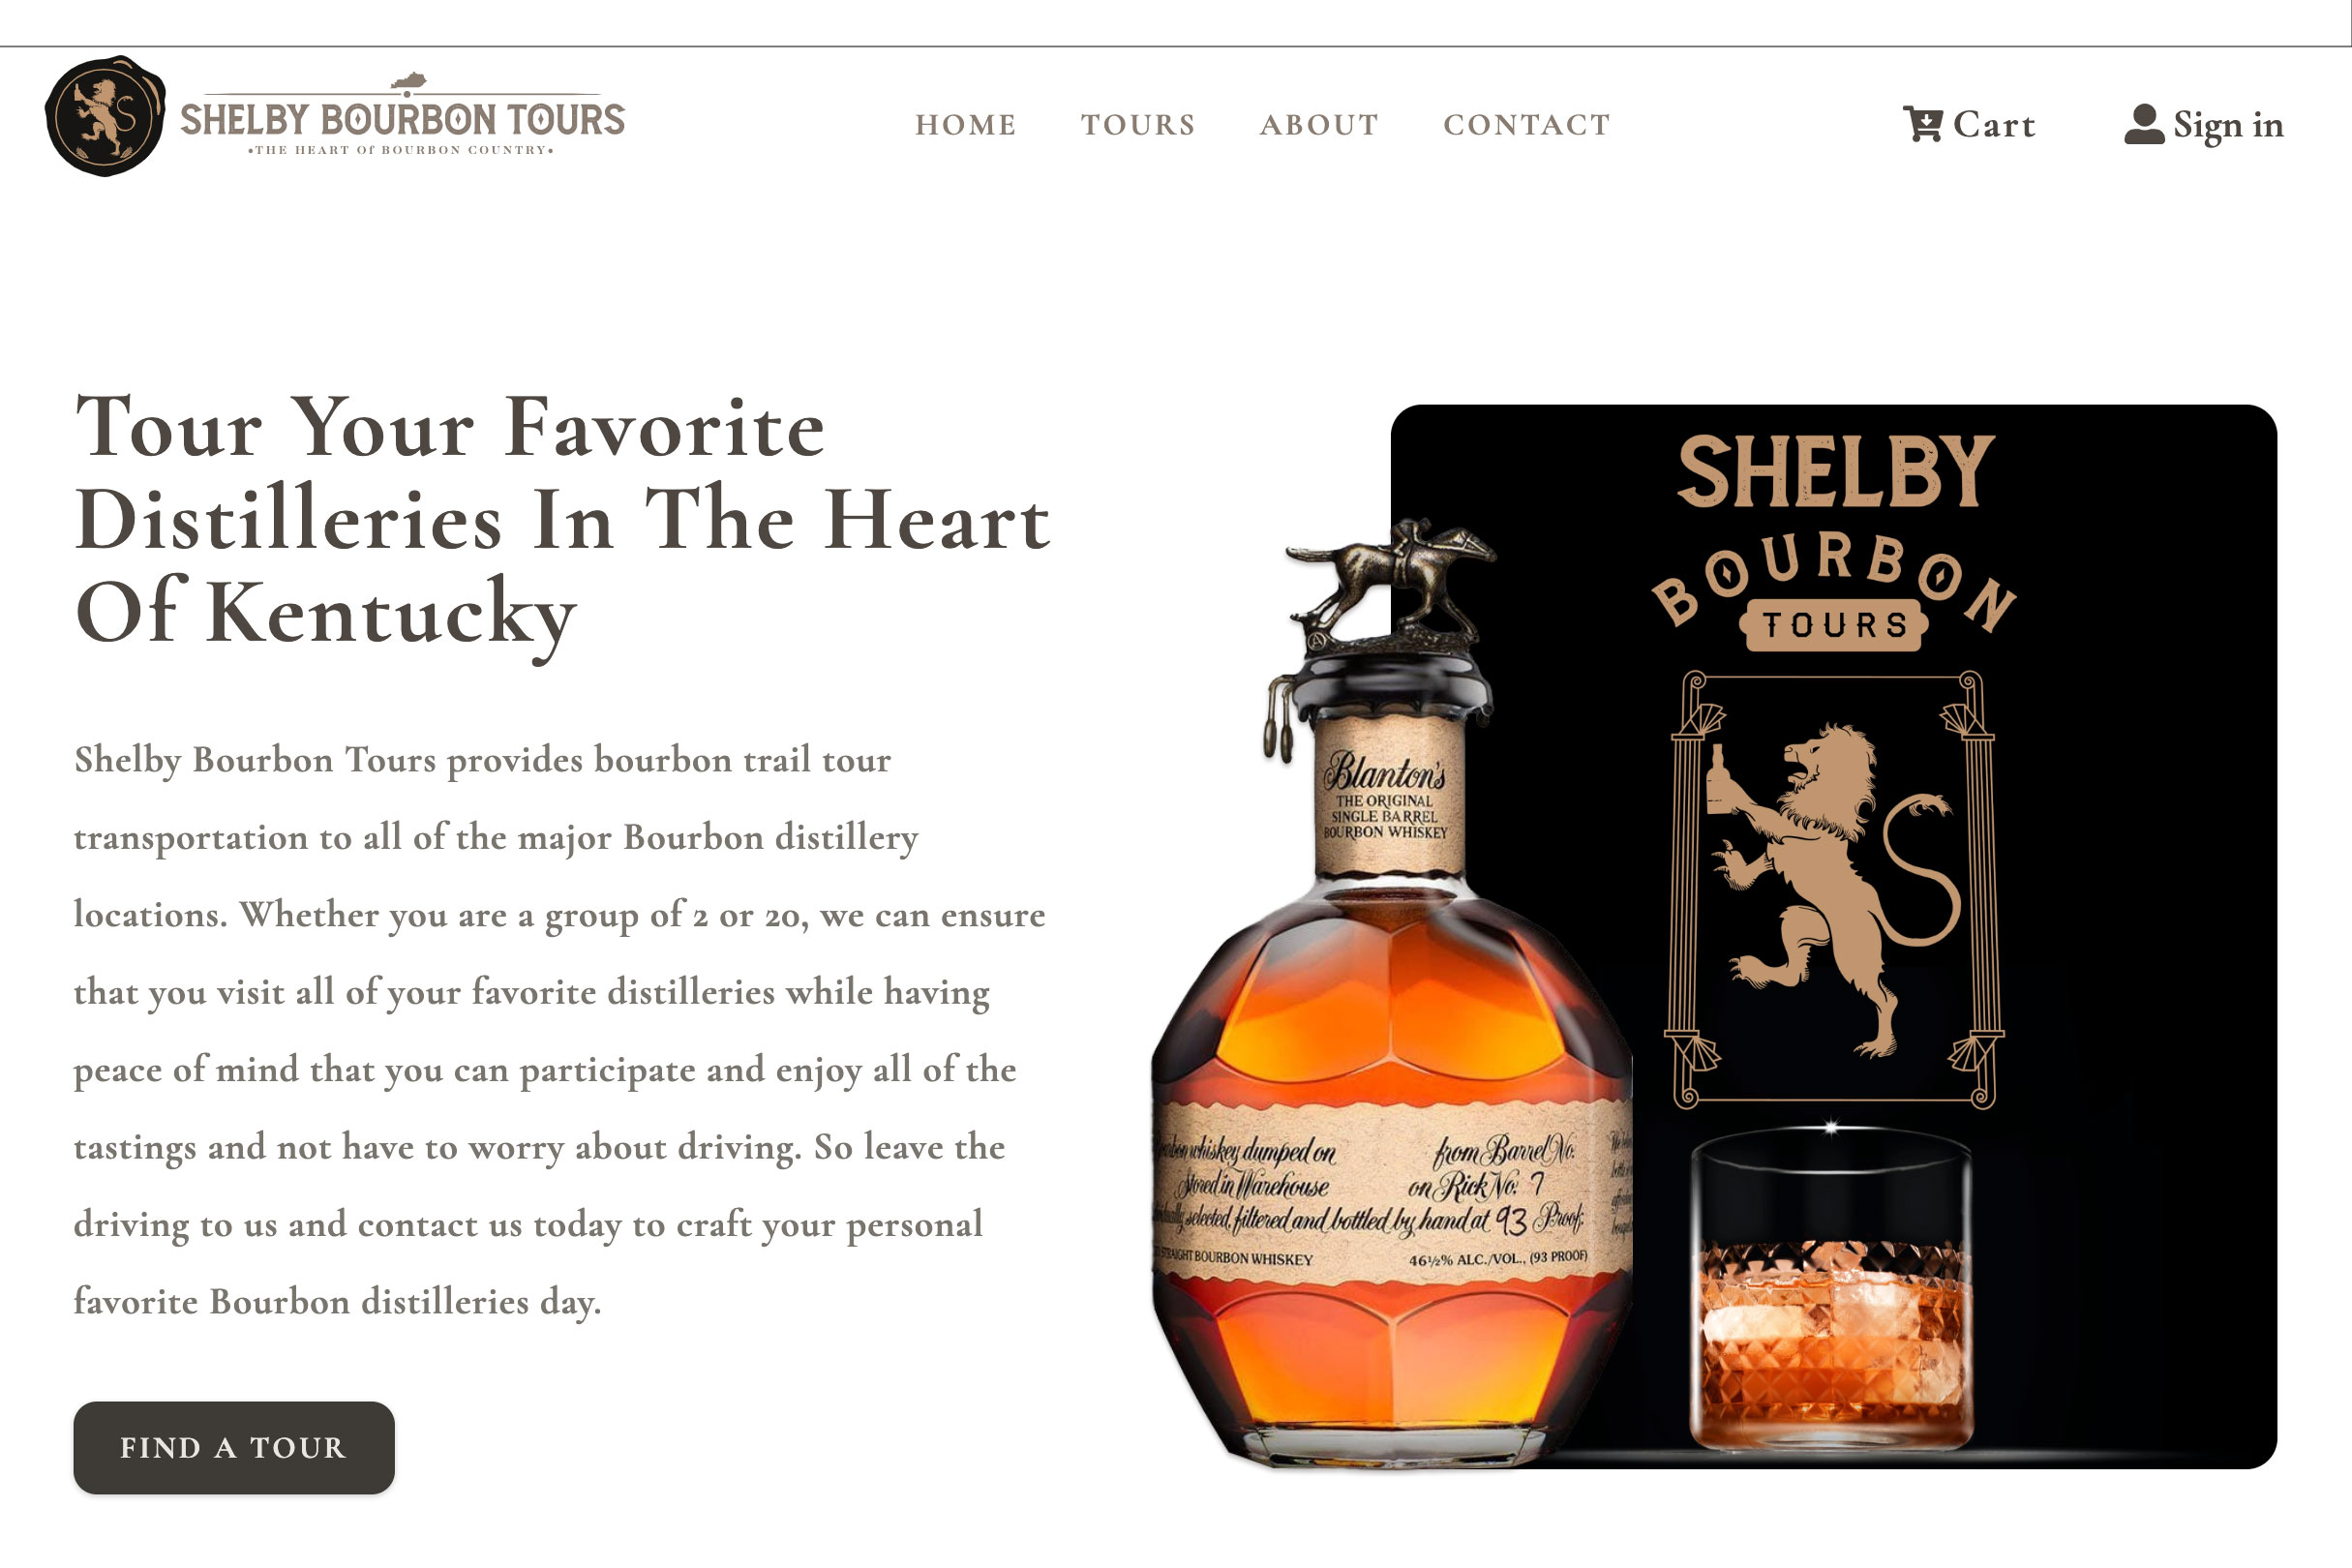 SHELBY BOURBON TOURS
•THE HEART Of BOURBON COUNTRY•
HOME TOURS ABOUT CONTACT
Cart Sign in
Tour Your Favorite
Distilleries In The Heart
Of Kentucky
Shelby Bourbon Tours provides bourbon trail tour
transportation to all of the major Bourbon distillery
locations. Whether you are a group of 2 or 20, we can ensure
that you visit all of your favorite distilleries while having
peace of mind that you can participate and enjoy all of the
tastings and not have to worry about driving. So leave the
driving to us and contact us today to craft your personal
favorite Bourbon distilleries day.
FIND A TOUR
SHELBY
BOURBON
TOURS
A
Blanton's
THE ORIGINAL
SINGLE BARREL
BOURBON WHISKEY
whiskey dumped on from Barrel No.
Stored in Warehouse on Rick No. 7
selected, filtered and bottled by hand at 93 Proof.
STRAIGHT BOURBON WHISKEY 46½% ALC./VOL., (93 PROOF)